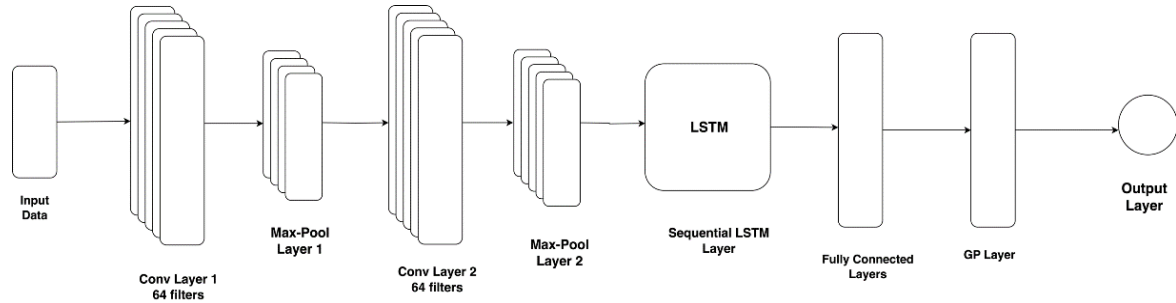 Input
Data
Conv Layer 1
64 filters
Max-Pool
Layer 1
Conv Layer 2
64 filters
Max-Pool
Layer 2
LSTM
Sequential LSTM
Layer
Fully Connected
Layers
GP Layer
Output
Layer